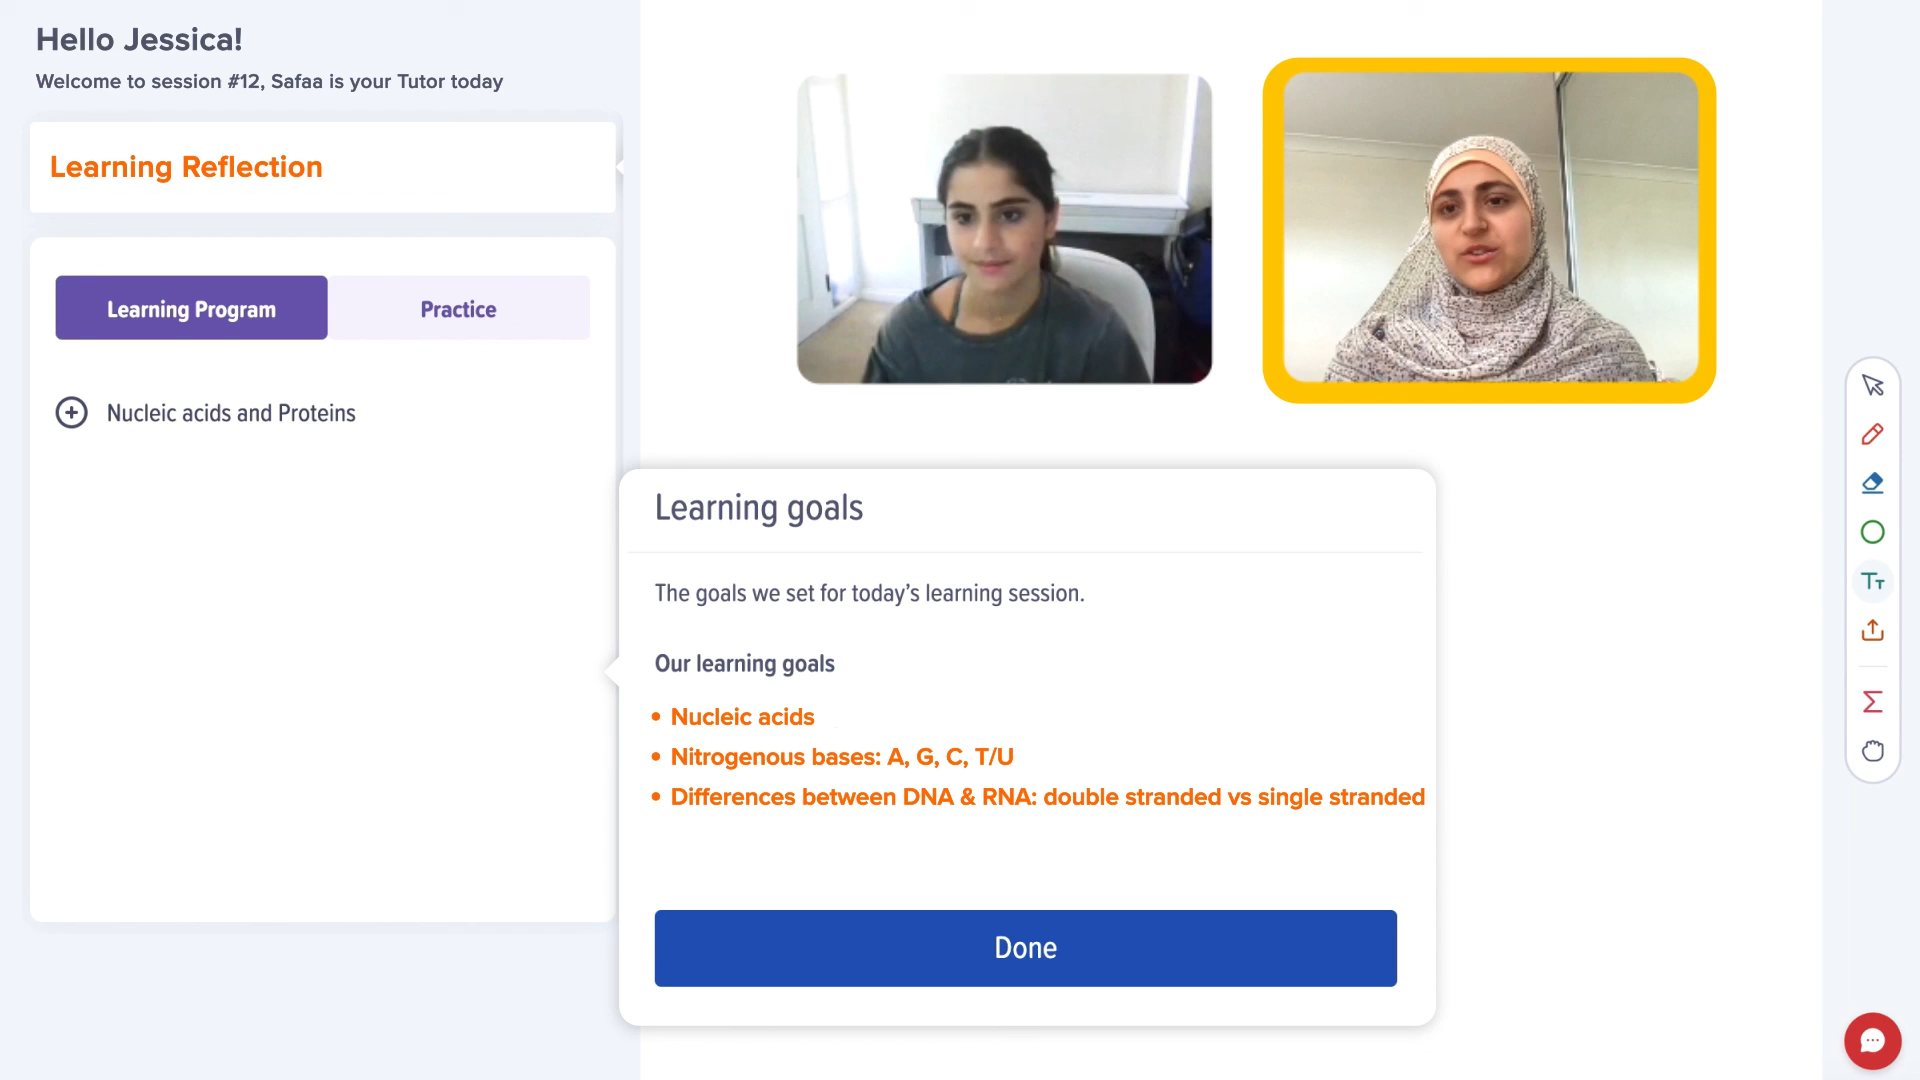 Hello Jessica!
Welcome to session #12, Safaa is your Tutor today
Learning Reflection
Learning Program
Practice
Nucleic acids and Proteins
Learning goals
The goals we set for today's learning session.
Our learning goals
• Nucleic acids
• Nitrogenous bases: A, G, C, T/U
• Differences between DNA & RNA: double stranded vs single stranded
Done
Tт
Σ